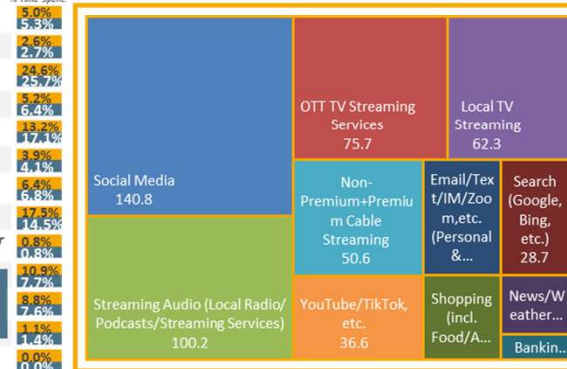 % Time Spent
5.0%
5.3%
2.6%
2.7%
24.6%
25.7%
5.2%
6.4%
13.2%
17.1%
3.9%
4.1%
6.4%
6.8%
17.5%
14.5%
0.8%
0.8%
10.9%
7.7%
8.8%
7.6%
1.1%
1.4%
0.0%
0.0%
Social Media
140.8
OTT TV Streaming
Services
75.7
Local TV
Streaming
62.3
Non-
Premium+Premiu
m Cable
Streaming
50.6
Email/Tex
t/IM/Zoo
m,etc.
(Personal
&...
Search
(Google,
Bing,
etc.)
28.7
Streaming Audio (Local Radio/
Podcasts/Streaming Services)
100.2
YouTube/TikTok,
etc.
36.6
Shopping
(incl.
Food/A...
News/W
eather...
Bankin...